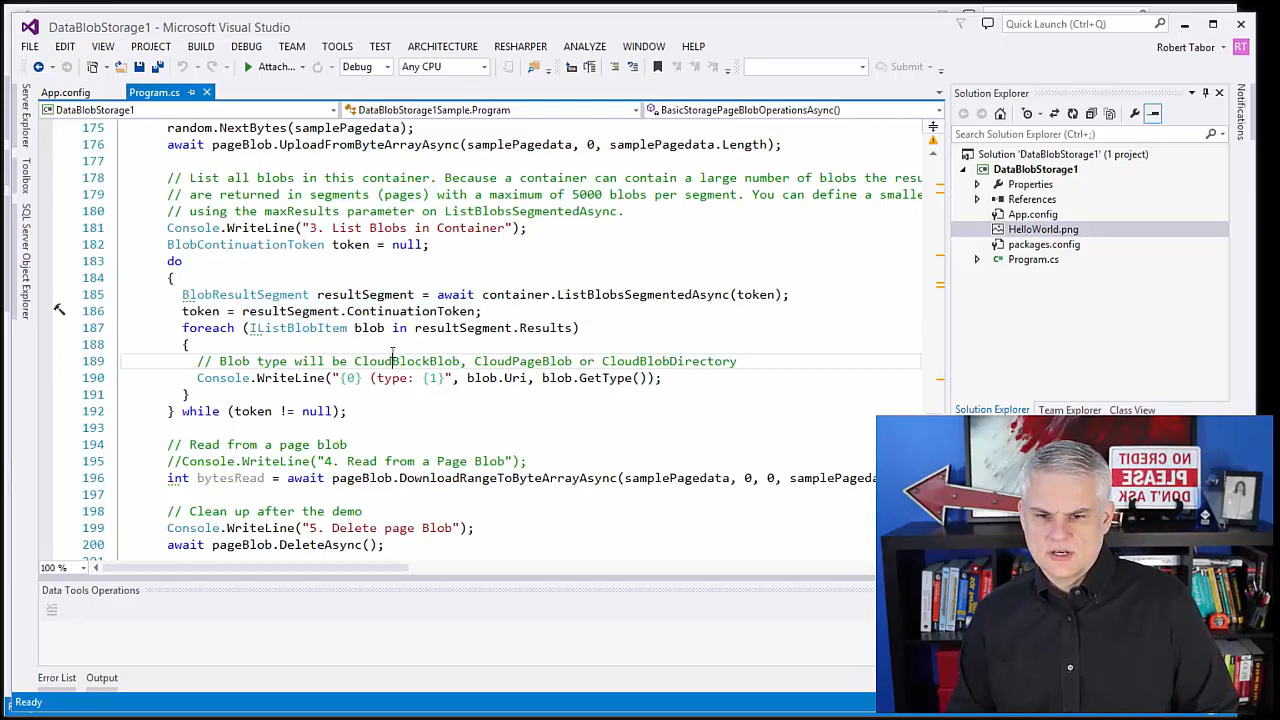 DataBlobStorage1 - Microsoft Visual Studio
Quick Launch (Ctrl+Q)
FILE EDIT VIEW PROJECT BUILD DEBUG TEAM TOOLS TEST ARCHITECTURE RESHARPER ANALYZE WINDOW HELP
Robert Tabor RT
Attach... Debug Any CPU Submit
Server Explorer
Toolbox
SQL Server Object Explorer
App.config Program.cs
DataBlobStorage1 DataBlobStorage1Sample.Program BasicStoragePageBlobOperationsAsync()
175 random.NextBytes(samplePagedata);
176 await pageBlob.UploadFromByteArrayAsync(samplePagedata, 0, samplePagedata.Length);
177
178 // List all blobs in this container. Because a container can contain a large number of blobs the resu
179 // are returned in segments (pages) with a maximum of 5000 blobs per segment. You can define a smalle
180 // using the maxResults parameter on ListBlobsSegmentedAsync.
181 Console.WriteLine("3. List Blobs in Container");
182 BlobContinuationToken token = null;
183 do
184 {
185 BlobResultSegment resultSegment = await container.ListBlobsSegmentedAsync(token);
186 token = resultSegment.ContinuationToken;
187 foreach (IListBlobItem blob in resultSegment.Results)
188 {
189 // Blob type will be CloudBlockBlob, CloudPageBlob or CloudBlobDirectory
190 Console.WriteLine("{0} (type: {1}", blob.Uri, blob.GetType());
191 }
192 } while (token != null);
193
194 // Read from a page blob
195 //Console.WriteLine("4. Read from a Page Blob");
196 int bytesRead = await pageBlob.DownloadRangeToByteArrayAsync(samplePagedata, 0, 0, samplePageda
197
198 // Clean up after the demo
199 Console.WriteLine("5. Delete page Blob");
200 await pageBlob.DeleteAsync();
100 %
Data Tools Operations
Error List Output
Ready
Solution Explorer
Search Solution Explorer (Ctrl+;)
Solution 'DataBlobStorage1' (1 project)
DataBlobStorage1
Properties
References
App.config
HelloWorld.png
packages.config
Program.cs
Solution Explorer Team Explorer Class View
Notifications
NO CREDIT
PLEASE
DON'T ASK